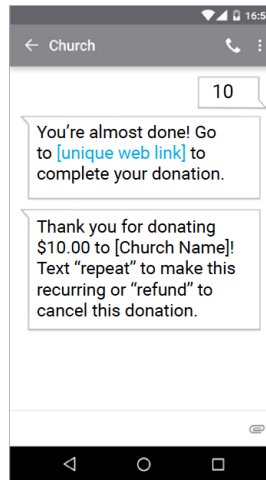 16:5
Church
10
You’re almost done! Go
to [unique web link] to
complete your donation.
Thank you for donating
$10.00 to [Church Name]!
Text “repeat” to make this
recurring or “refund” to
cancel this donation.